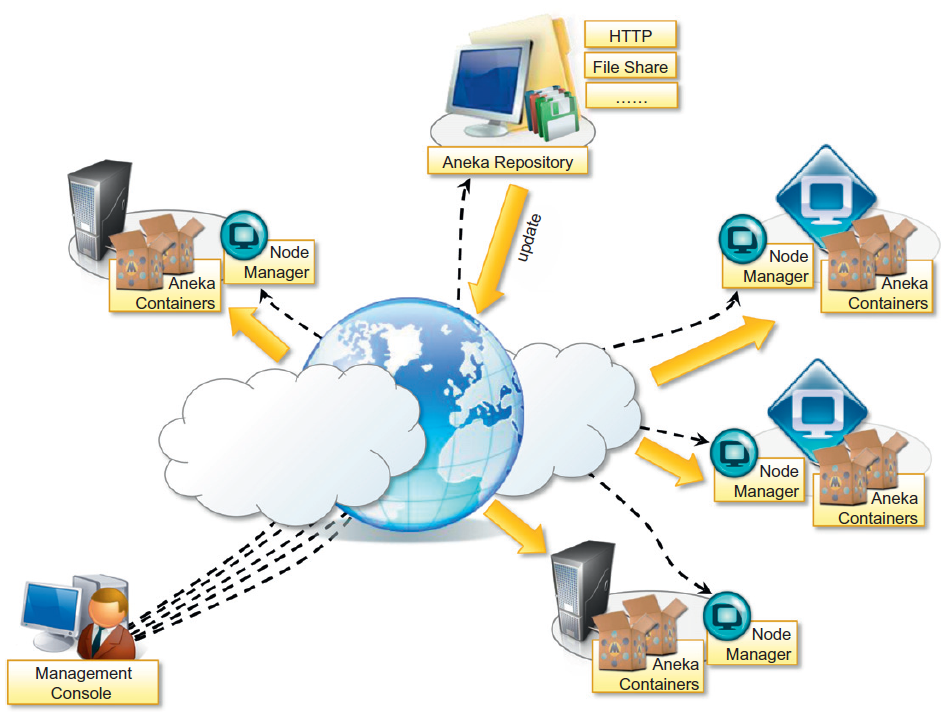 HTTP
File Share
......
Aneka Repository
update
Node
Manager
Aneka
Containers
Node
Manager
Aneka
Containers
Node
Manager
Aneka
Containers
Node
Manager
Aneka
Containers
Management
Console